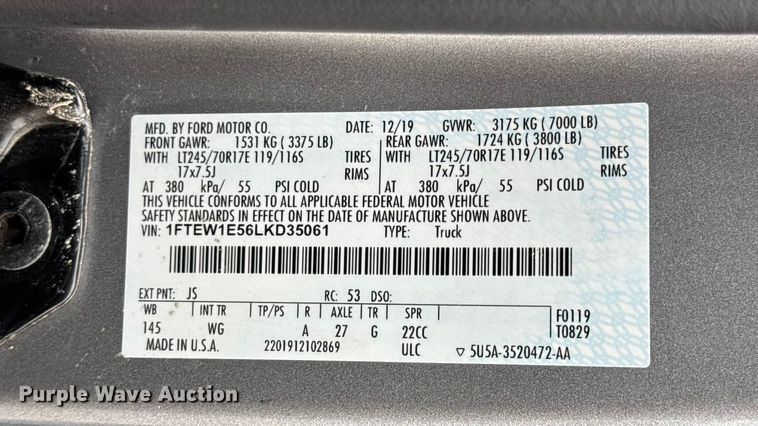 MFD. BY FORD MOTOR CO. DATE: 12/19 GVWR: 3175 KG ( 7000 LB)
FRONT GAWR: 1531 KG ( 3375 LB) REAR GAWR: 1724 KG ( 3800 LB)
WITH LT245/70R17E 119/116S TIRES WITH LT245/70R17E 119/116S TIRES
17x7.5J RIMS 17x7.5J RIMS
AT 380 kPa/ 55 PSI COLD AT 380 kPa/ 55 PSI COLD
THIS VEHICLE CONFORMS TO ALL APPLICABLE FEDERAL MOTOR VEHICLE
SAFETY STANDARDS IN EFFECT ON THE DATE OF MANUFACTURE SHOWN ABOVE.
VIN: 1FTEW1E56LKD35061 TYPE: Truck
EXT PNT: JS RC: 53 DSO:
WB INT TR TP/PS R AXLE TR SPR F0119
145 WG A 27 G 22CC T0829
MADE IN U.S.A. 2201912102869 ULC ▽ 5U5A-3520472-AA
Purple Wave Auction